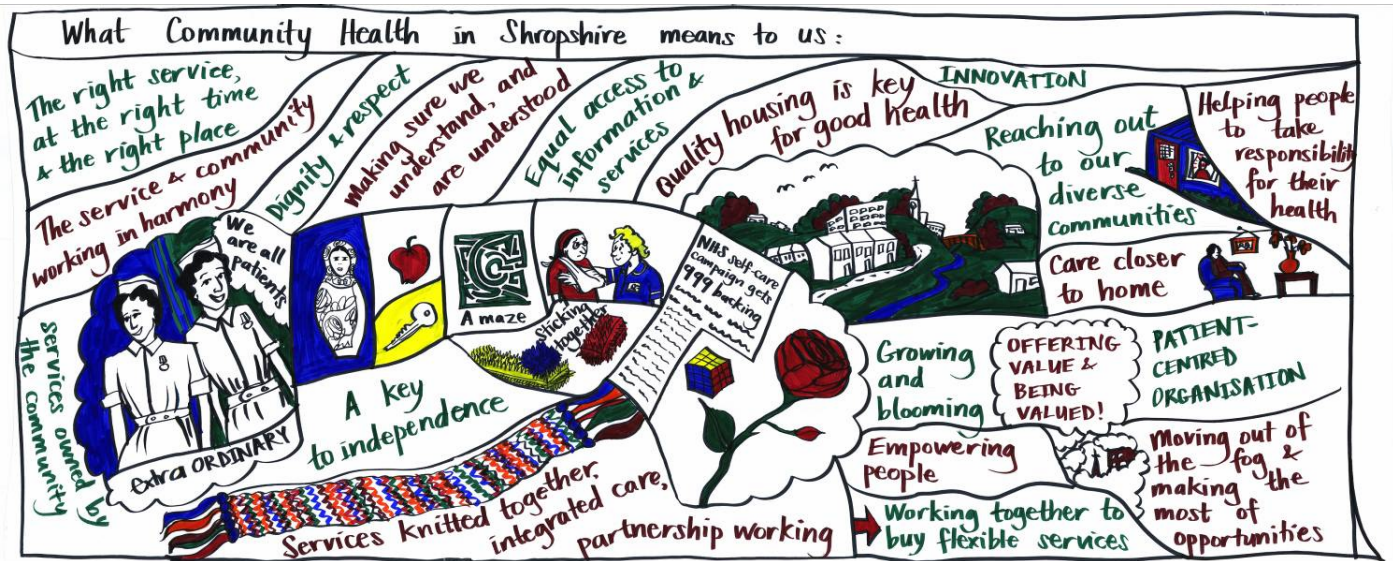 What Community Health in Shropshire means to us:
The right service,
at the right time
& the right place
The service & community
working in harmony
Dignity & respect
Making sure we
understand, and
are understood
Equal access to
information &
services
Quality housing is key
for good health
INNOVATION
Reaching out
to our
diverse
communities
Helping people
to take
responsibility
for their
health
Care closer
to home
We
are all
patients
extra ORDINARY
Services owned by
the community
A maze
Sticking
together
NHS self-care
campaign gets
999 backing
A key
to independence
Services knitted together,
integrated care,
partnership working
Growing
and
blooming
OFFERING
VALUE &
BEING
VALUED!
PATIENT-
CENTRED
ORGANISATION
Empowering
people
Working together to
buy flexible services
Moving out of
the fog &
making the
most of
opportunities